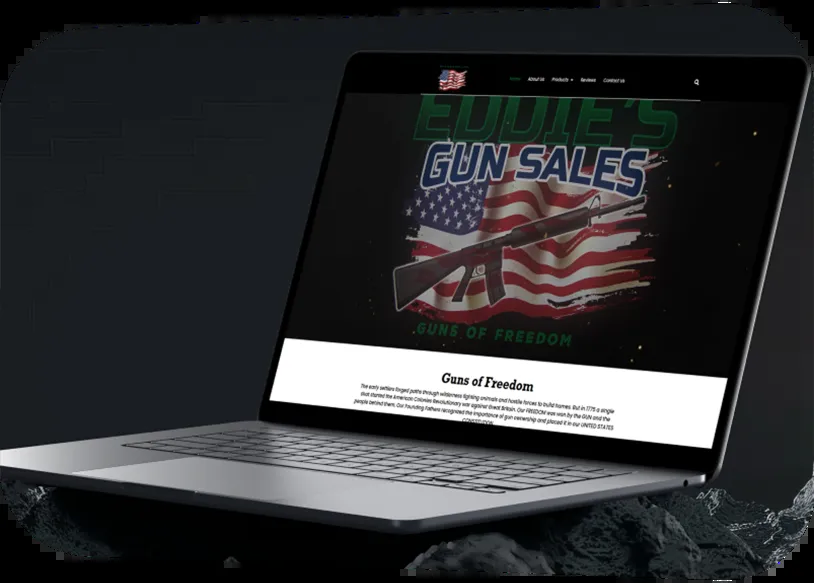 Home About Us Products Reviews Contact Us
EDDIE'S
GUN SALES
GUNS OF FREEDOM
Guns of Freedom
The early settlers forged paths through wilderness fighting animals and hostile forces to build homes. But in 1775 a single
shot started the American Colonies Revolutionary war against Great Britain. Our FREEDOM was won by the GUN and the
people behind them. Our Founding Fathers recognized the importance of gun ownership and placed it in our UNITED STATES
CONSTITUTION